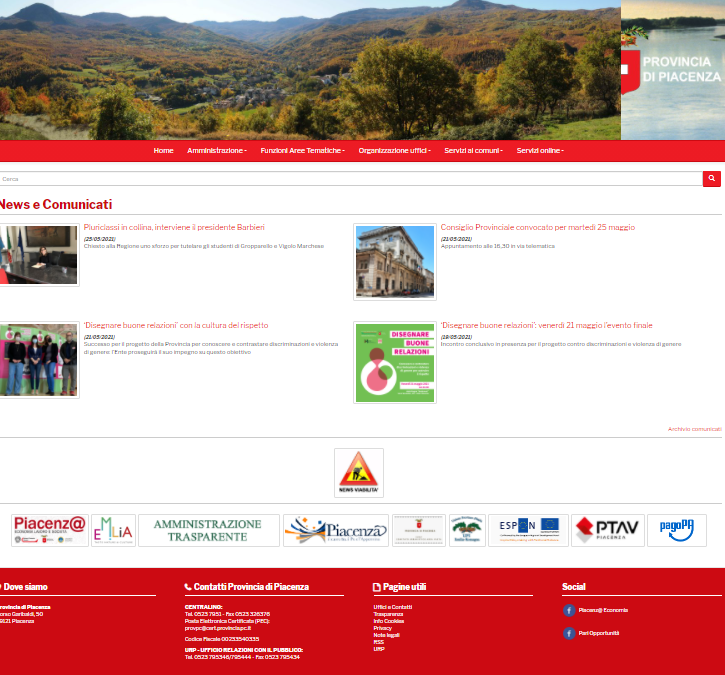 PROVINCIA
DI PIACENZA
Home Amministrazione Funzioni Aree Tematiche Organizzazione uffici Servizi ai comuni Servizi online
Cerca
News e Comunicati
Pluriclassi in collina, interviene il presidente Barbieri
(25/05/2021)
Chiesto alla Regione uno sforzo per tutelare gli studenti di Gropparello e Vigolo Marchese
Consiglio Provinciale convocato per martedì 25 maggio
(21/05/2021)
Appuntamento alle 16,30 in via telematica
'Disegnare buone relazioni' con la cultura del rispetto
(21/05/2021)
Successo per il progetto della Provincia per conoscere e contrastare discriminazioni e violenza
di genere: l'Ente proseguirà il suo impegno su questo obiettivo
DISEGNARE
BUONE
RELAZIONI
'Disegnare buone relazioni': venerdì 21 maggio l'evento finale
(19/05/2021)
Incontro conclusivo in presenza per il progetto contro discriminazioni e violenza di genere
Archivio comunicati
NEWS VIABILITA'
Piacenz@
EMILIA
AMMINISTRAZIONE
TRASPARENTE
Piacenza
ESPON
PTAV
PIACENZA
pagoPA
Dove siamo
rovincia di Piacenza
orso Garibaldi, 50
9121 Piacenza
Contatti Provincia di Piacenza
CENTRALINO:
Tel. 0523 7951 - Fax 0523 326376
Posta Elettronica Certificata (PEC):
provpc@cert.provincia.pc.it
Codice Fiscale 00233540335
URP - UFFICIO RELAZIONI CON IL PUBBLICO:
Tel. 0523 795346/795444 - Fax 0523 795434
Pagine utili
Uffici e Contatti
Trasparenza
Info Cookies
Privacy
Note legali
RSS
URP
Social
Piacenz@ Economia
Pari Opportunità